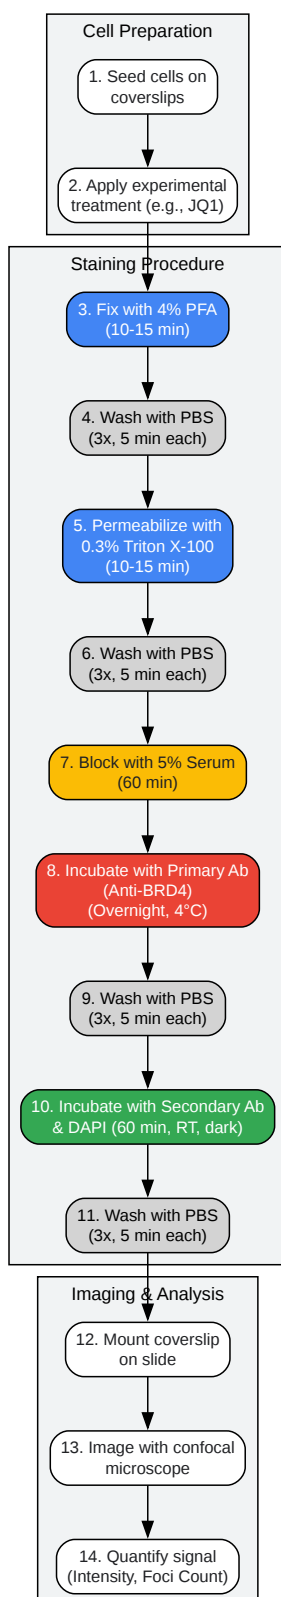 Cell Preparation
1. Seed cells on
coverslips
2. Apply experimental
treatment (e.g., JQ1)
Staining Procedure
3. Fix with 4% PFA
(10-15 min)
4. Wash with PBS
(3x, 5 min each)
5. Permeabilize with
0.3% Triton X-100
(10-15 min)
6. Wash with PBS
(3x, 5 min each)
7. Block with 5% Serum
(60 min)
8. Incubate with Primary Ab
(Anti-BRD4)
(Overnight, 4°C)
9. Wash with PBS
(3x, 5 min each)
10. Incubate with Secondary Ab
& DAPI (60 min, RT, dark)
11. Wash with PBS
(3x, 5 min each)
Imaging & Analysis
12. Mount coverslip
on slide
13. Image with confocal
microscope
14. Quantify signal
(Intensity, Foci Count)